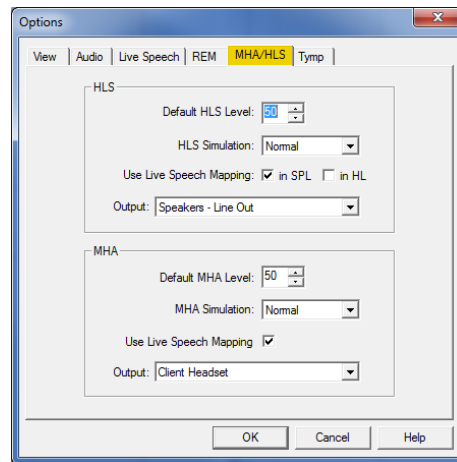 Options
View Audio Live Speech REM MHA/HLS Tymp
HLS
Default HLS Level: 50
HLS Simulation: Normal
Use Live Speech Mapping: in SPL in HL
Output: Speakers - Line Out
MHA
Default MHA Level: 50
MHA Simulation: Normal
Use Live Speech Mapping
Output: Client Headset
OK Cancel Help